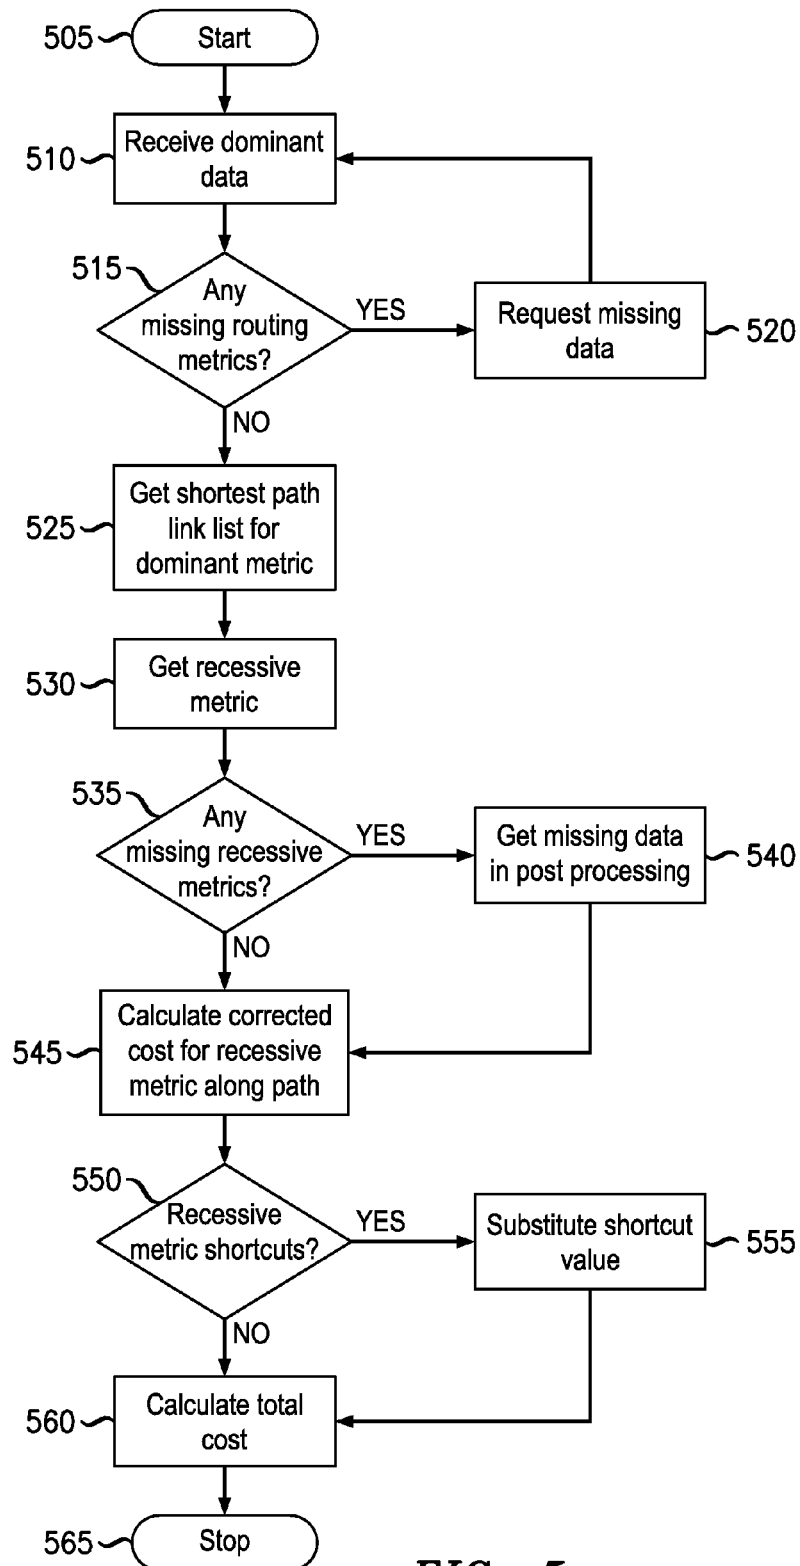 505
Start
510
Receive dominant
data
515
Any
missing routing
metrics?
YES
Request missing
data
520
NO
525
Get shortest path
link list for
dominant metric
530
Get recessive
metric
535
Any
missing recessive
metrics?
YES
Get missing data
in post processing
540
NO
545
Calculate corrected
cost for recessive
metric along path
550
Recessive
metric shortcuts?
YES
Substitute shortcut
value
555
NO
560
Calculate total
cost
565
Stop
FIG. 5